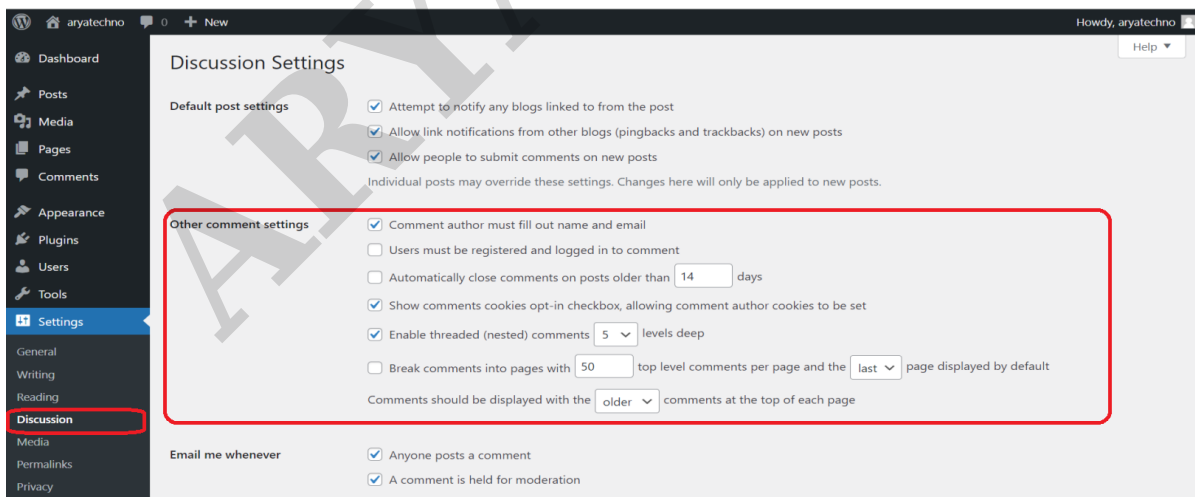 aryatechno 0 + New Howdy, aryatechno
Help ▼
Dashboard
Posts
Media
Pages
Comments
Appearance
Plugins
Users
Tools
Settings
General
Writing
Reading
Discussion
Media
Permalinks
Privacy
Discussion Settings
Default post settings
Attempt to notify any blogs linked to from the post
Allow link notifications from other blogs (pingbacks and trackbacks) on new posts
Allow people to submit comments on new posts
Individual posts may override these settings. Changes here will only be applied to new posts.
Other comment settings
Comment author must fill out name and email
Users must be registered and logged in to comment
Automatically close comments on posts older than 14 days
Show comments cookies opt-in checkbox, allowing comment author cookies to be set
Enable threaded (nested) comments 5 levels deep
Break comments into pages with 50 top level comments per page and the last page displayed by default
Comments should be displayed with the older comments at the top of each page
Email me whenever
Anyone posts a comment
A comment is held for moderation
ARYA